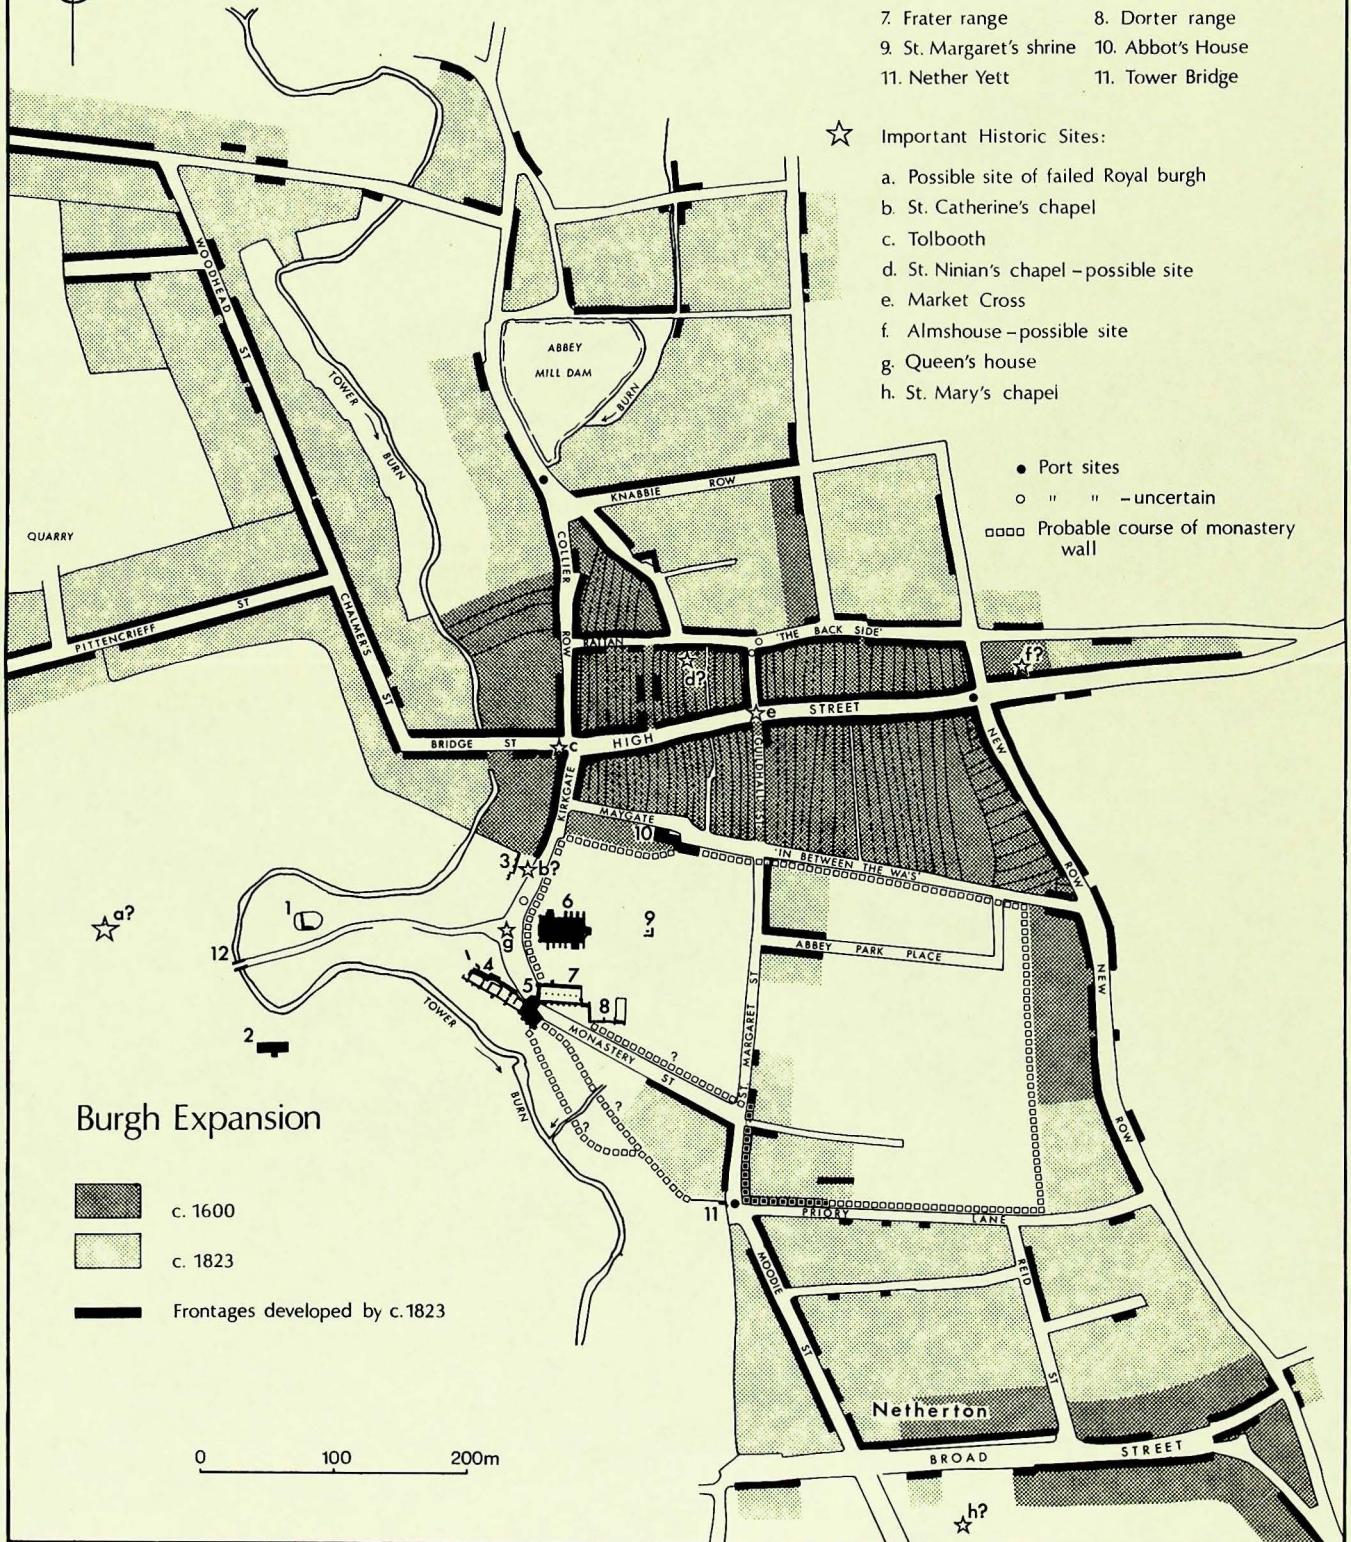 7. Frater range 8. Dorter range
9. St. Margaret's shrine 10. Abbot's House
11. Nether Yett 11. Tower Bridge
Important Historic Sites:
a. Possible site of failed Royal burgh
b. St. Catherine's chapel
c. Tolbooth
d. St. Ninian's chapel – possible site
e. Market Cross
f. Almshouse – possible site
g. Queen's house
h. St. Mary's chapel
Port sites
" " – uncertain
Probable course of monastery
wall
WOODHEAD ST
TOWER BURN
ABBEY
MILL DAM
BURN
KNABBIE ROW
QUARRY
COLLIER ROW
PITTENCRIEFF ST
CHALMER'S ST
RATTAN
'THE BACK SIDE'
f?
d?
e
HIGH STREET
BRIDGE ST
c
GUILDHALL ST
NEW ROW
KIRKGATE
MAYGATE
10
'IN BETWEEN THE WA'S'
3
b?
a?
1
6
9
g
12
ABBEY PARK PLACE
4
7
5
8
NEW ROW
2
TOWER BURN
MONASTERY ST
?
ST. MARGARET ST
?
?
Burgh Expansion
c. 1600
c. 1823
Frontages developed by c. 1823
11
PRIORY LANE
MOODIE ST
REID ST
Netherton
BROAD STREET
0 100 200m
h?